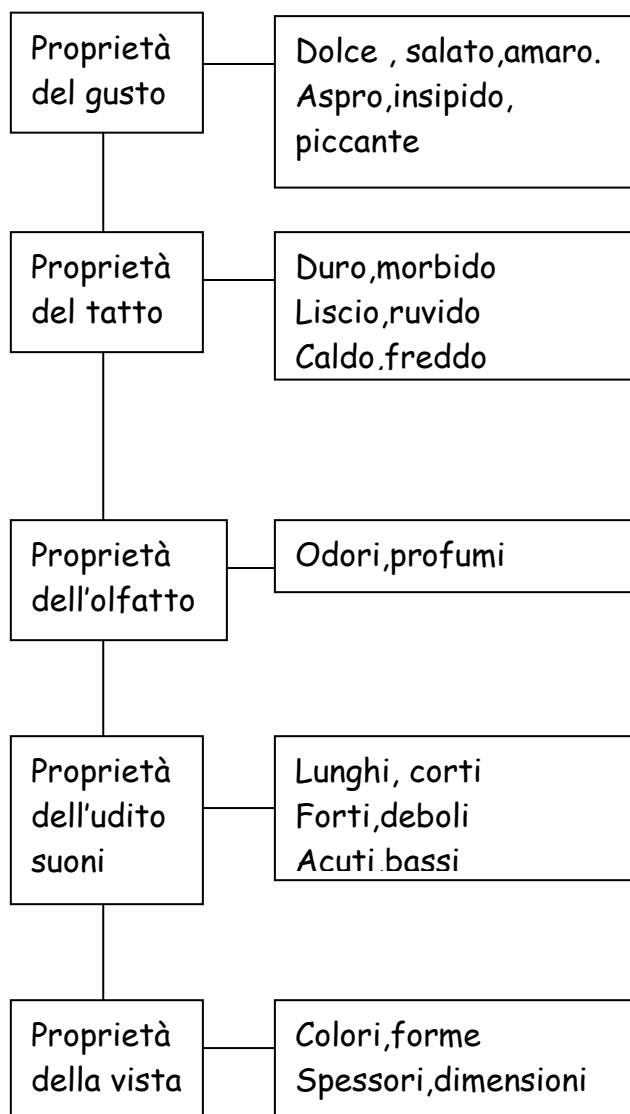 Proprietà
del gusto
Dolce , salato,amaro.
Aspro,insipido,
piccante
Proprietà
del tatto
Duro,morbido
Liscio,ruvido
Caldo,freddo
Proprietà
dell'olfatto
Odori,profumi
Proprietà
dell'udito
suoni
Lunghi, corti
Forti,deboli
Acuti,bassi
Proprietà
della vista
Colori,forme
Spessori,dimensioni